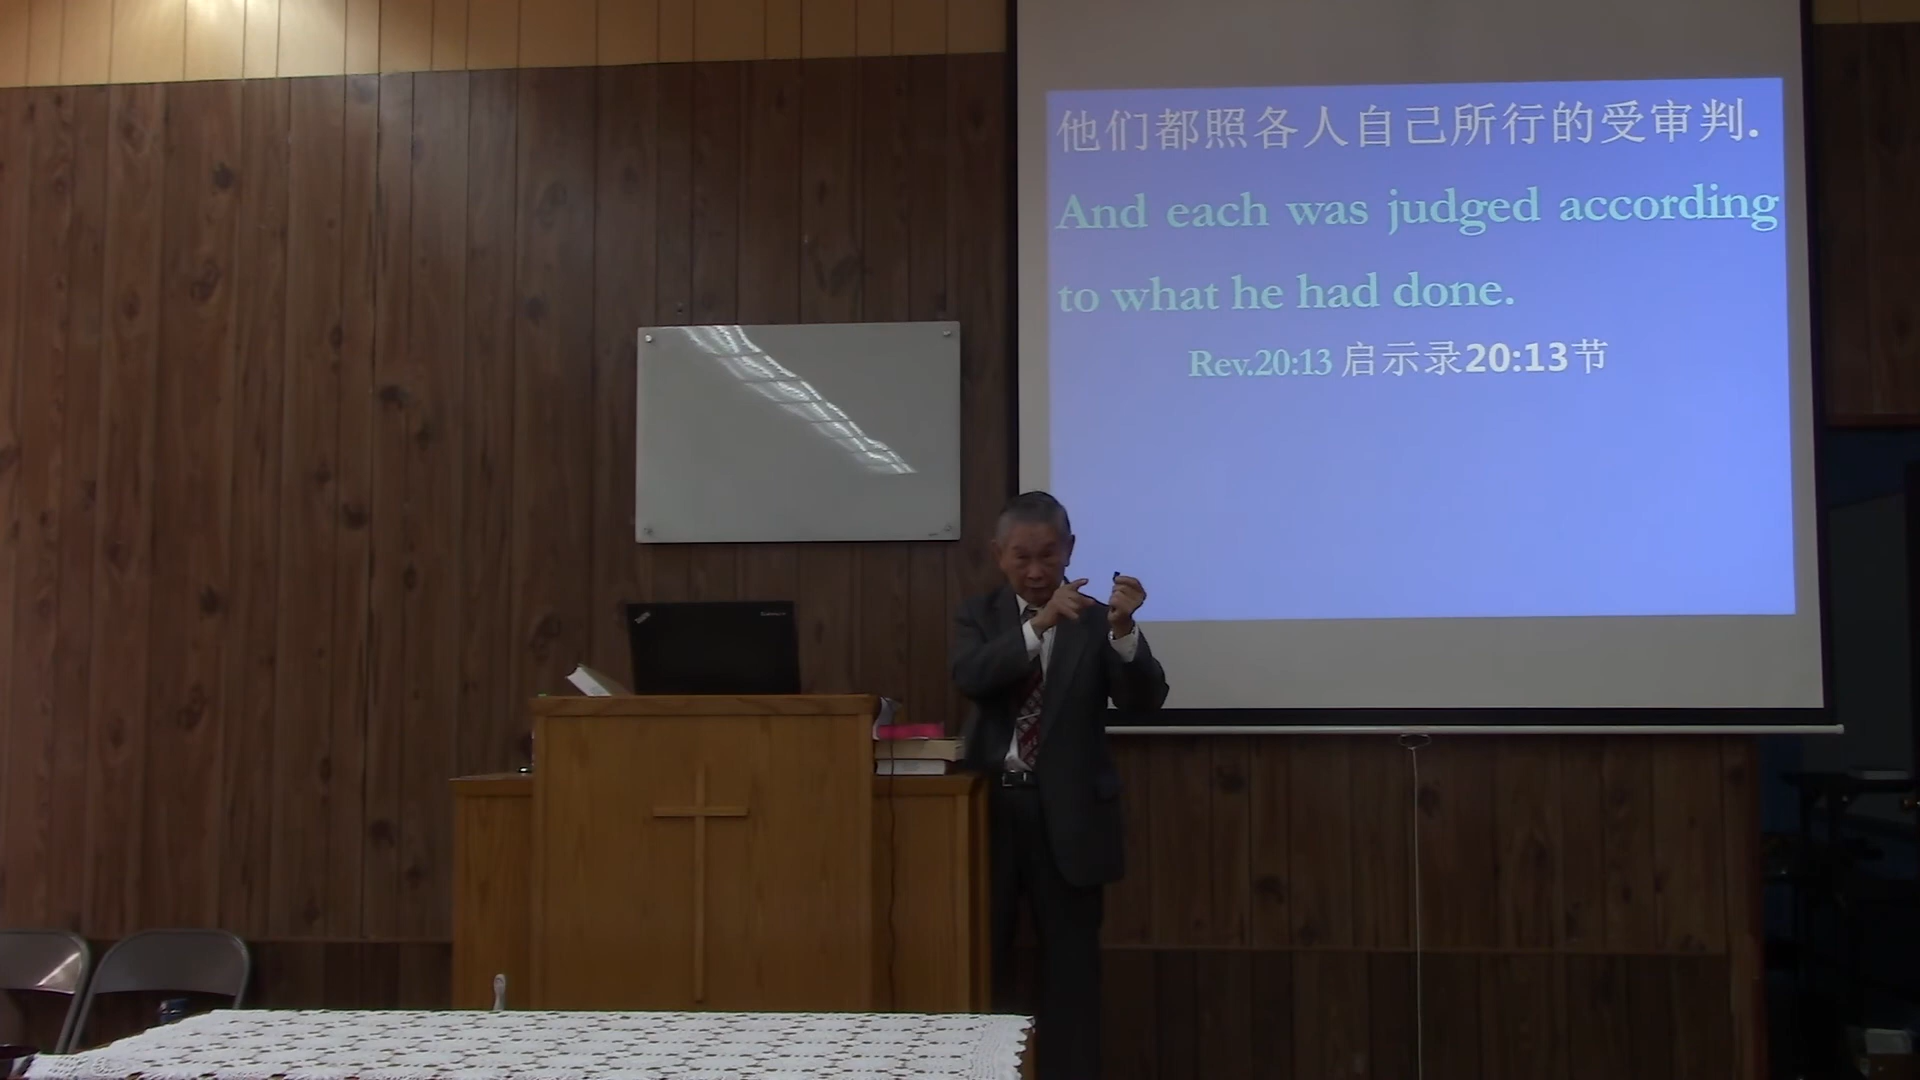 他们都照各人自己所行的受审判.
And each was judged according
to what he had done.
Rev.20:13 启示录20:13节